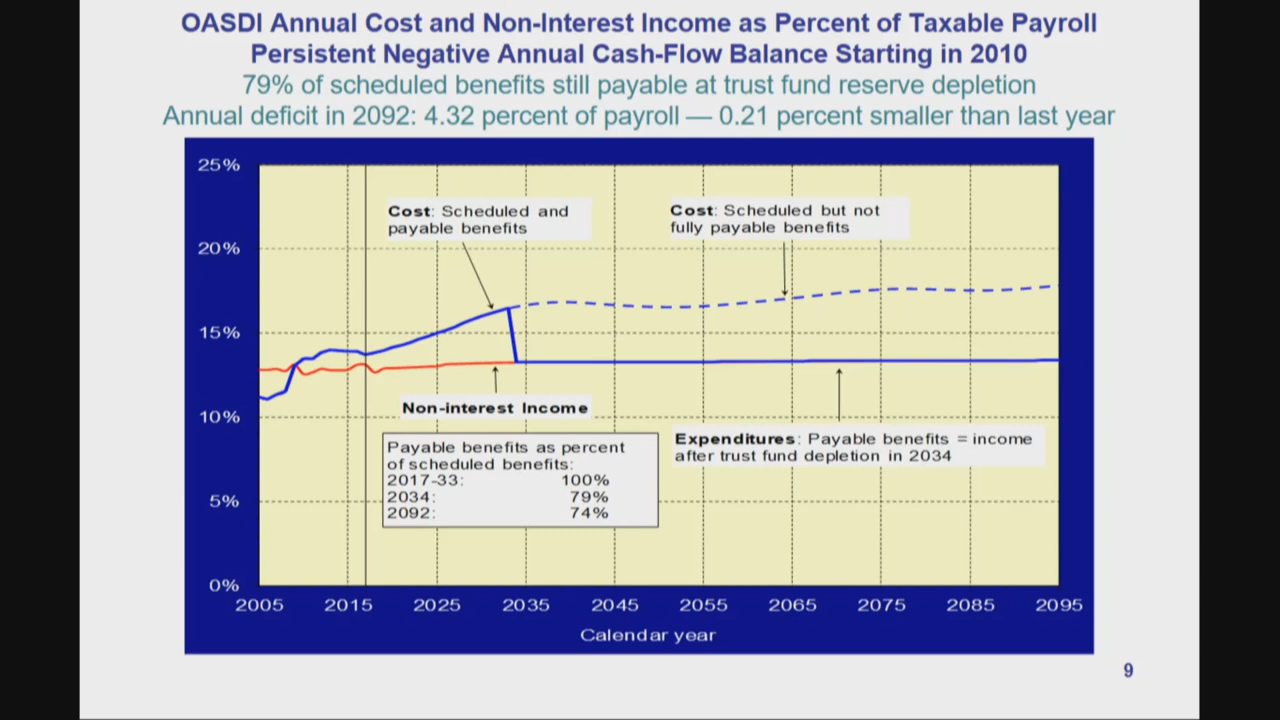 OASDI Annual Cost and Non-Interest Income as Percent of Taxable Payroll
Persistent Negative Annual Cash-Flow Balance Starting in 2010
79% of scheduled benefits still payable at trust fund reserve depletion
Annual deficit in 2092: 4.32 percent of payroll — 0.21 percent smaller than last year
25%
20%
15%
10%
5%
0%
Cost: Scheduled and
payable benefits
Cost: Scheduled but not
fully payable benefits
Non-interest Income
Expenditures: Payable benefits = income
after trust fund depletion in 2034
Payable benefits as percent
of scheduled benefits:
2017-33: 100%
2034: 79%
2092: 74%
2005 2015 2025 2035 2045 2055 2065 2075 2085 2095
Calendar year
9